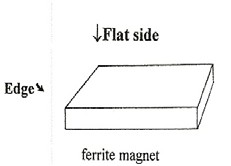 ↓Flat side
Edge↘
ferrite magnet